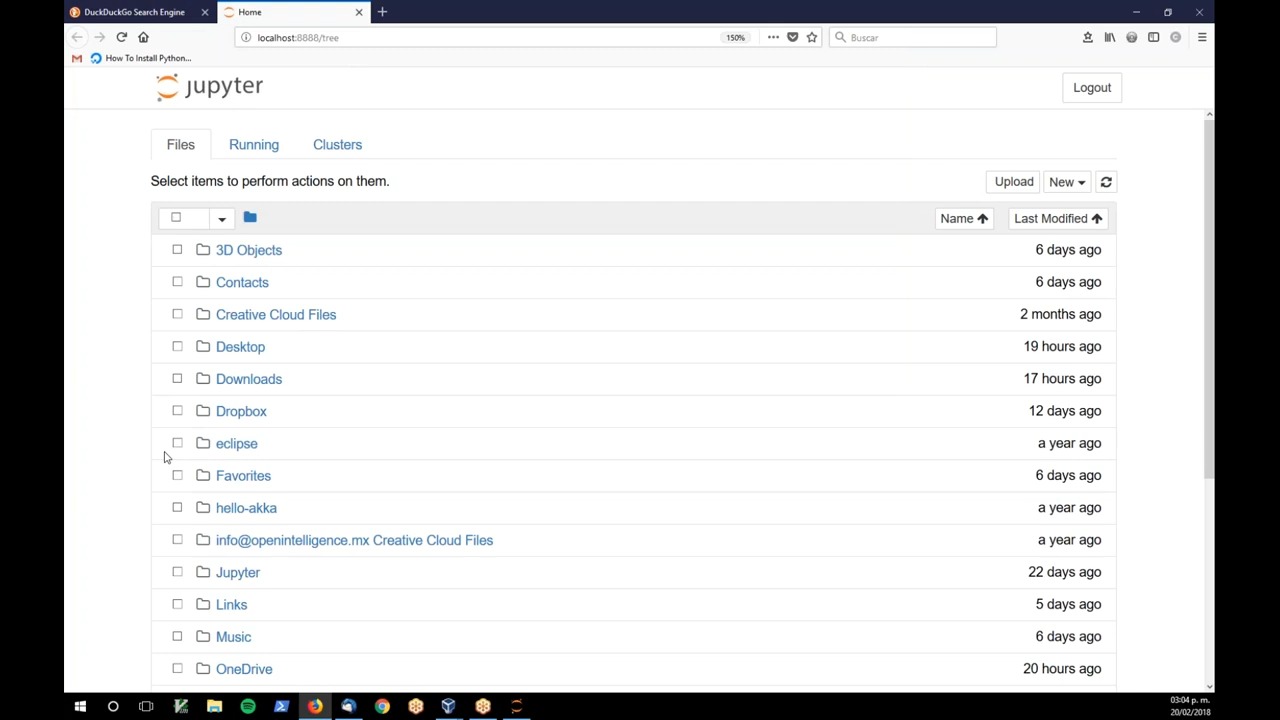 DuckDuckGo Search Engine
Home
localhost:8888/tree
150%
Buscar
How To Install Python...
jupyter
Logout
Files
Running
Clusters
Select items to perform actions on them.
Upload
New
Name
Last Modified
3D Objects
6 days ago
Contacts
6 days ago
Creative Cloud Files
2 months ago
Desktop
19 hours ago
Downloads
17 hours ago
Dropbox
12 days ago
eclipse
a year ago
Favorites
6 days ago
hello-akka
a year ago
info@openintelligence.mx Creative Cloud Files
a year ago
Jupyter
22 days ago
Links
5 days ago
Music
6 days ago
OneDrive
20 hours ago
03:04 p. m.
20/02/2018